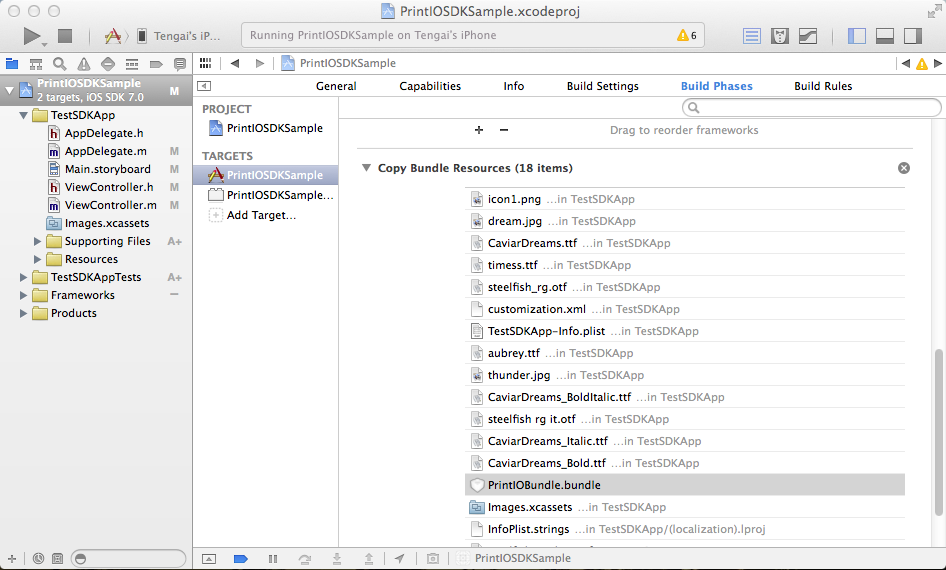 PrintIOSDKSample.xcodeproj
Tengai's iP...
Running PrintIOSDKSample on Tengai's iPhone
6
PrintIOSDKSample
PrintIOSDKSample
2 targets, iOS SDK 7.0
M
TestSDKApp
AppDelegate.h
AppDelegate.m M
Main.storyboard M
ViewController.h M
ViewController.m M
Images.xcassets
Supporting Files A+
Resources
TestSDKAppTests A+
Frameworks
Products
General Capabilities Info Build Settings Build Phases Build Rules
PROJECT
PrintIOSDKSample
TARGETS
PrintIOSDKSample
PrintIOSDKSample...
Add Target...
+ − Drag to reorder frameworks
Copy Bundle Resources (18 items)
icon1.png ...in TestSDKApp
dream.jpg ...in TestSDKApp
CaviarDreams.ttf ...in TestSDKApp
timess.ttf ...in TestSDKApp
steelfish_rg.otf ...in TestSDKApp
customization.xml ...in TestSDKApp
TestSDKApp-Info.plist ...in TestSDKApp
aubrey.ttf ...in TestSDKApp
thunder.jpg ...in TestSDKApp
CaviarDreams_BoldItalic.ttf ...in TestSDKApp
steelfish rg it.otf ...in TestSDKApp
CaviarDreams_Italic.ttf ...in TestSDKApp
CaviarDreams_Bold.ttf ...in TestSDKApp
PrintIOBundle.bundle
Images.xcassets ...in TestSDKApp
InfoPlist.strings ...in TestSDKApp/(localization).lproj
PrintIOSDKSample